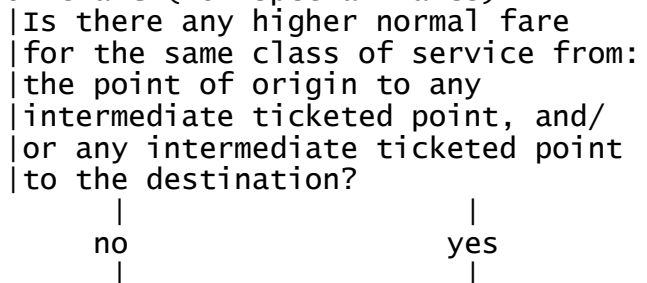 |Is there any higher normal fare
|for the same class of service from:
|the point of origin to any
|intermediate ticketed point, and/
|or any intermediate ticketed point
|to the destination?
| |
no yes
| |